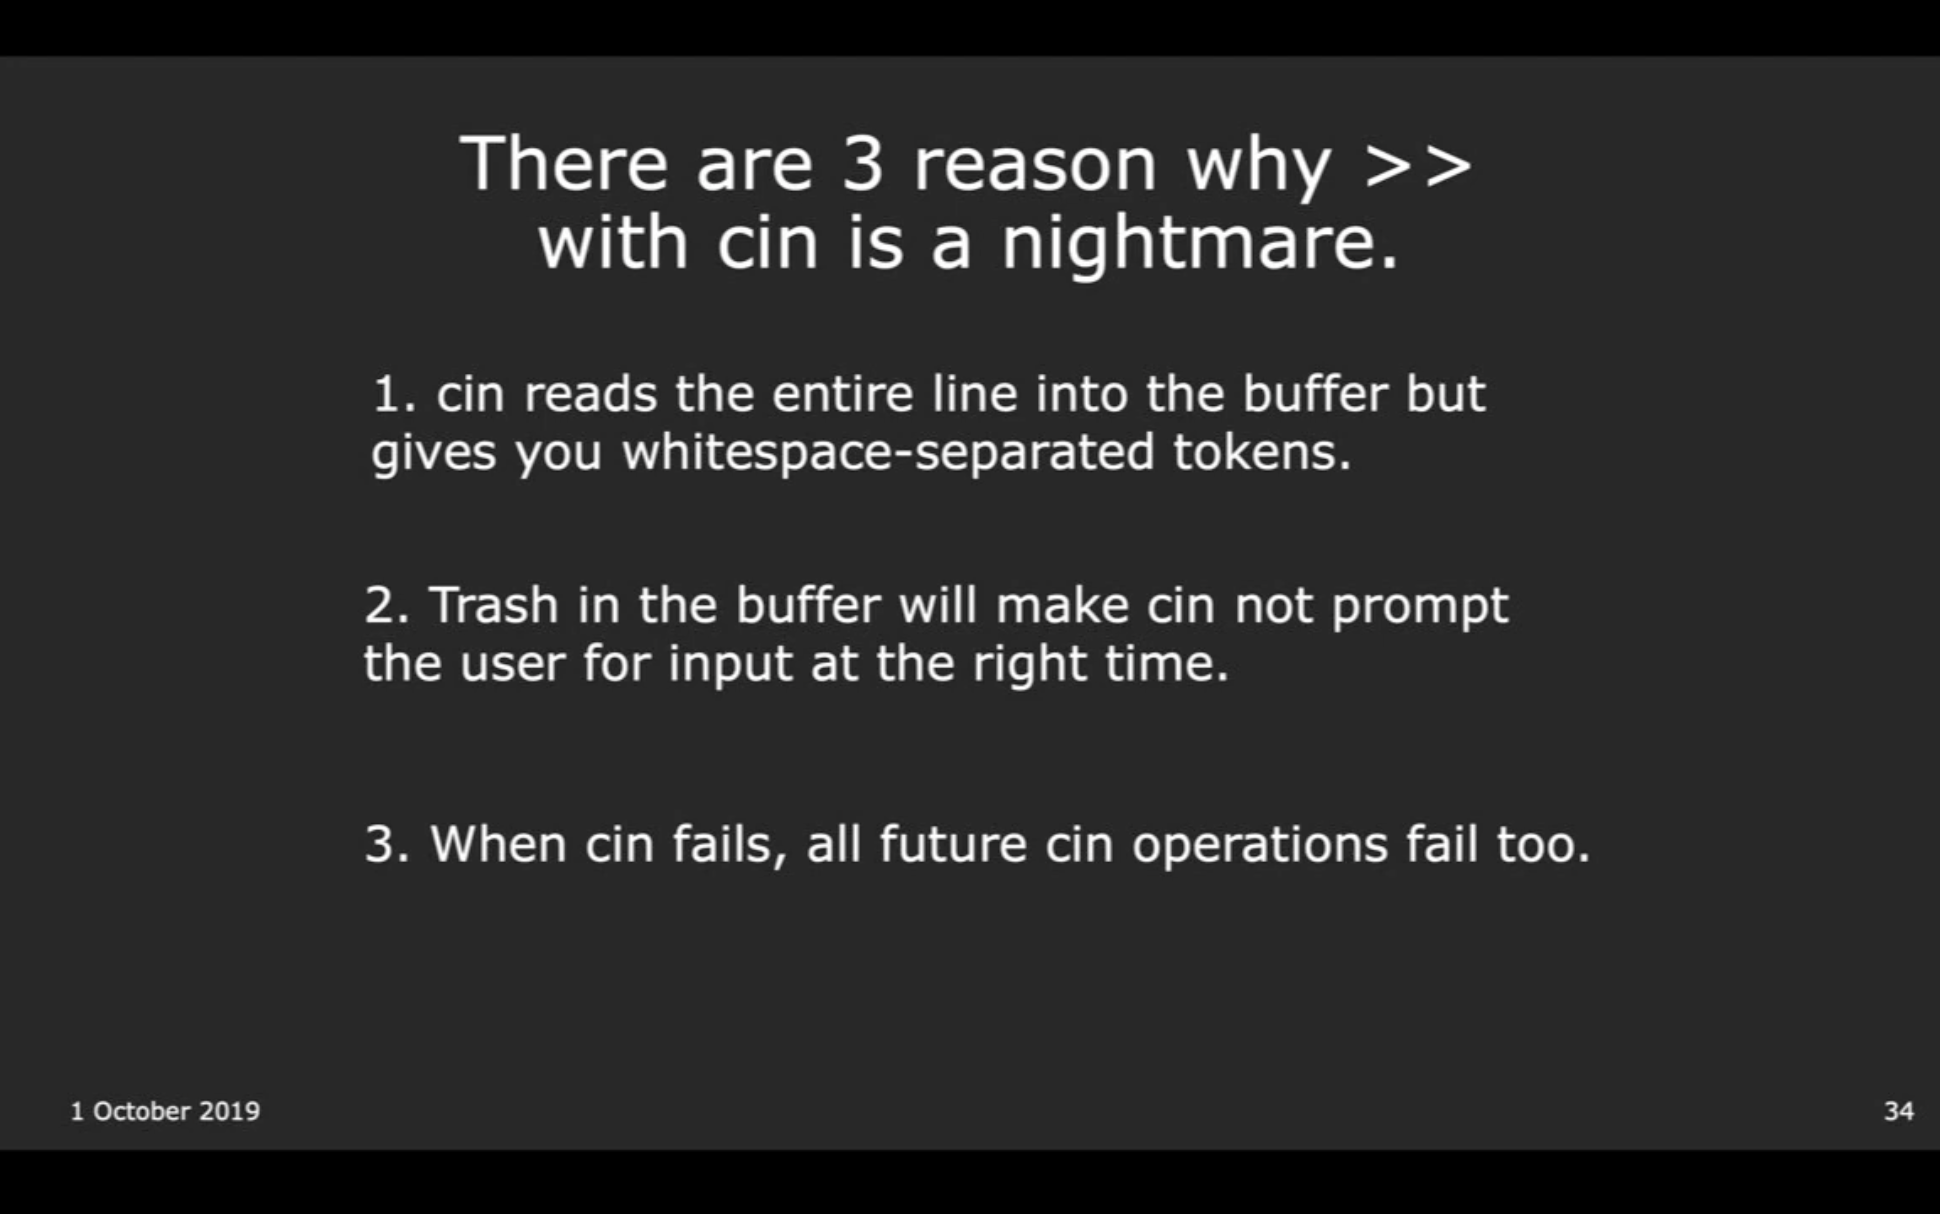 There are 3 reason why >>
with cin is a nightmare.
1. cin reads the entire line into the buffer but
gives you whitespace-separated tokens.
2. Trash in the buffer will make cin not prompt
the user for input at the right time.
3. When cin fails, all future cin operations fail too.
1 October 2019
34